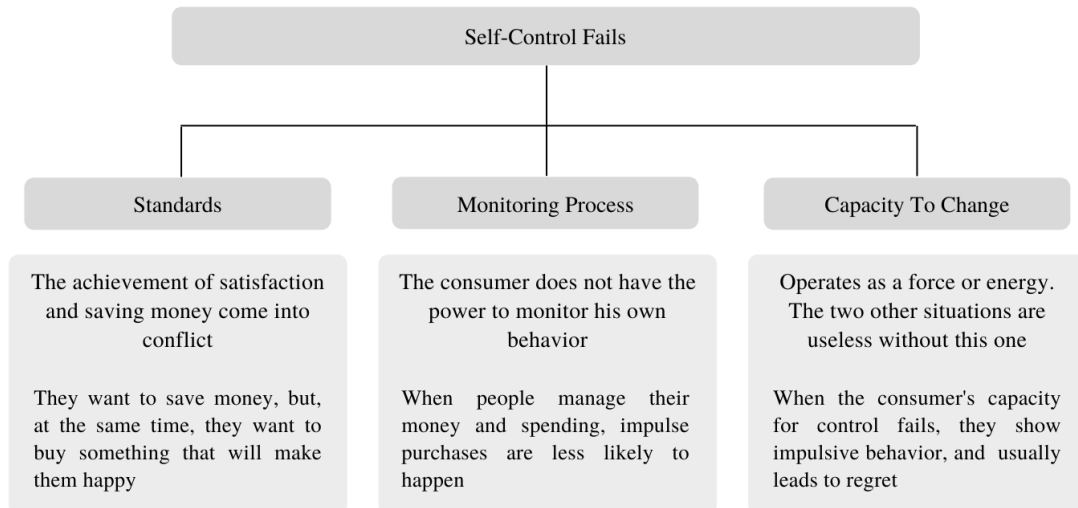 Self-Control Fails
Standards
Monitoring Process
Capacity To Change
The achievement of satisfaction
and saving money come into
conflict
They want to save money, but,
at the same time, they want to
buy something that will make
them happy
The consumer does not have the
power to monitor his own
behavior
When people manage their
money and spending, impulse
purchases are less likely to
happen
Operates as a force or energy.
The two other situations are
useless without this one
When the consumer's capacity
for control fails, they show
impulsive behavior, and usually
leads to regret